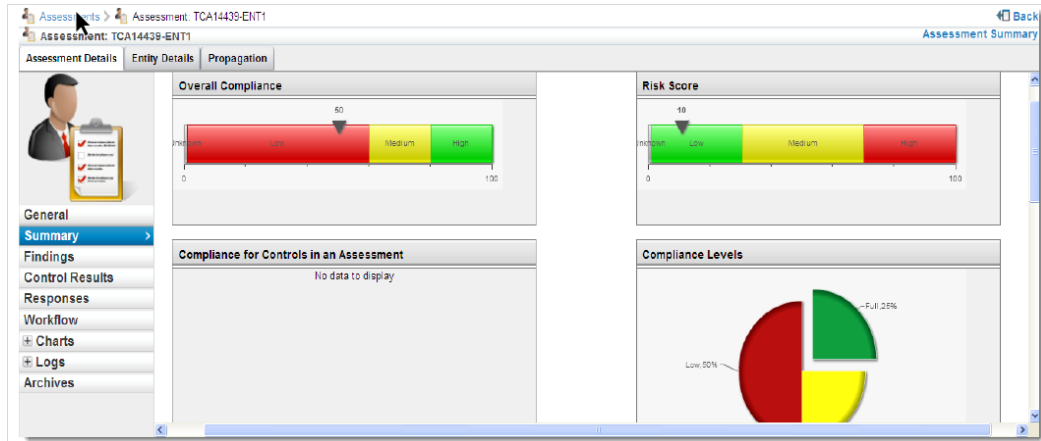 Assessments > Assessment: TCA14439-ENT1
Back
Assessment: TCA14439-ENT1
Assessment Summary
Assessment Details
Entity Details
Propagation
General
Summary
Findings
Control Results
Responses
Workflow
Charts
Logs
Archives
Overall Compliance
50
Low
Medium
High
0
100
Risk Score
10
Low
Medium
High
0
100
Compliance for Controls in an Assessment
No data to display
Compliance Levels
Full,25%
Low,50%